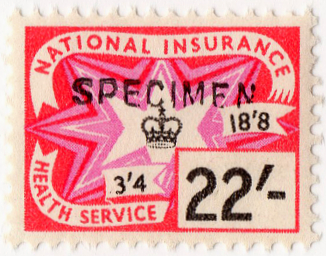 NATIONAL INSURANCE
SPECIMEN
18'8
3'4
22'/-
HEALTH SERVICE